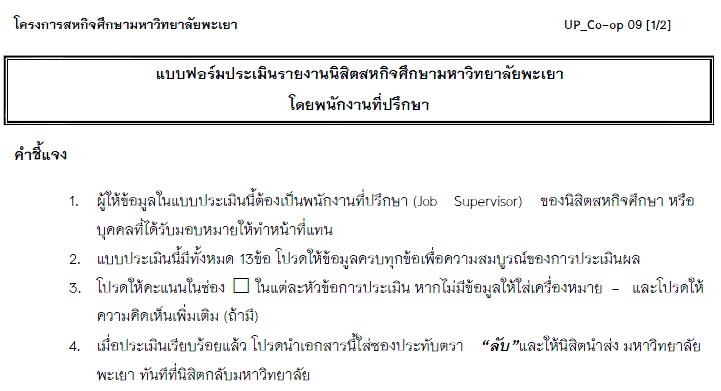 โครงการสหกิจศึกษามหาวิทยาลัยพะเยา UP_Co-op 09 [1/2]
แบบฟอร์มประเมินรายงานนิสิตสหกิจศึกษามหาวิทยาลัยพะเยา
โดยพนักงานที่ปรึกษา
คำชี้แจง
1. ผู้ให้ข้อมูลในแบบประเมินนี้ต้องเป็นพนักงานที่ปรึกษา (Job Supervisor) ของนิสิตสหกิจศึกษา หรือ
บุคคลที่ได้รับมอบหมายให้ทำหน้าที่แทน
2. แบบประเมินนี้มีทั้งหมด 13ข้อ โปรดให้ข้อมูลครบทุกข้อเพื่อความสมบูรณ์ของการประเมินผล
3. โปรดให้คะแนนในช่อง □ ในแต่ละหัวข้อการประเมิน หากไม่มีข้อมูลให้ใส่เครื่องหมาย – และโปรดให้
ความคิดเห็นเพิ่มเติม (ถ้ามี)
4. เมื่อประเมินเรียบร้อยแล้ว โปรดนำเอกสารนี้ใส่ซองประทับตรา “ลับ”และให้นิสิตนำส่ง มหาวิทยาลัย
พะเยา ทันทีที่นิสิตกลับมหาวิทยาลัย